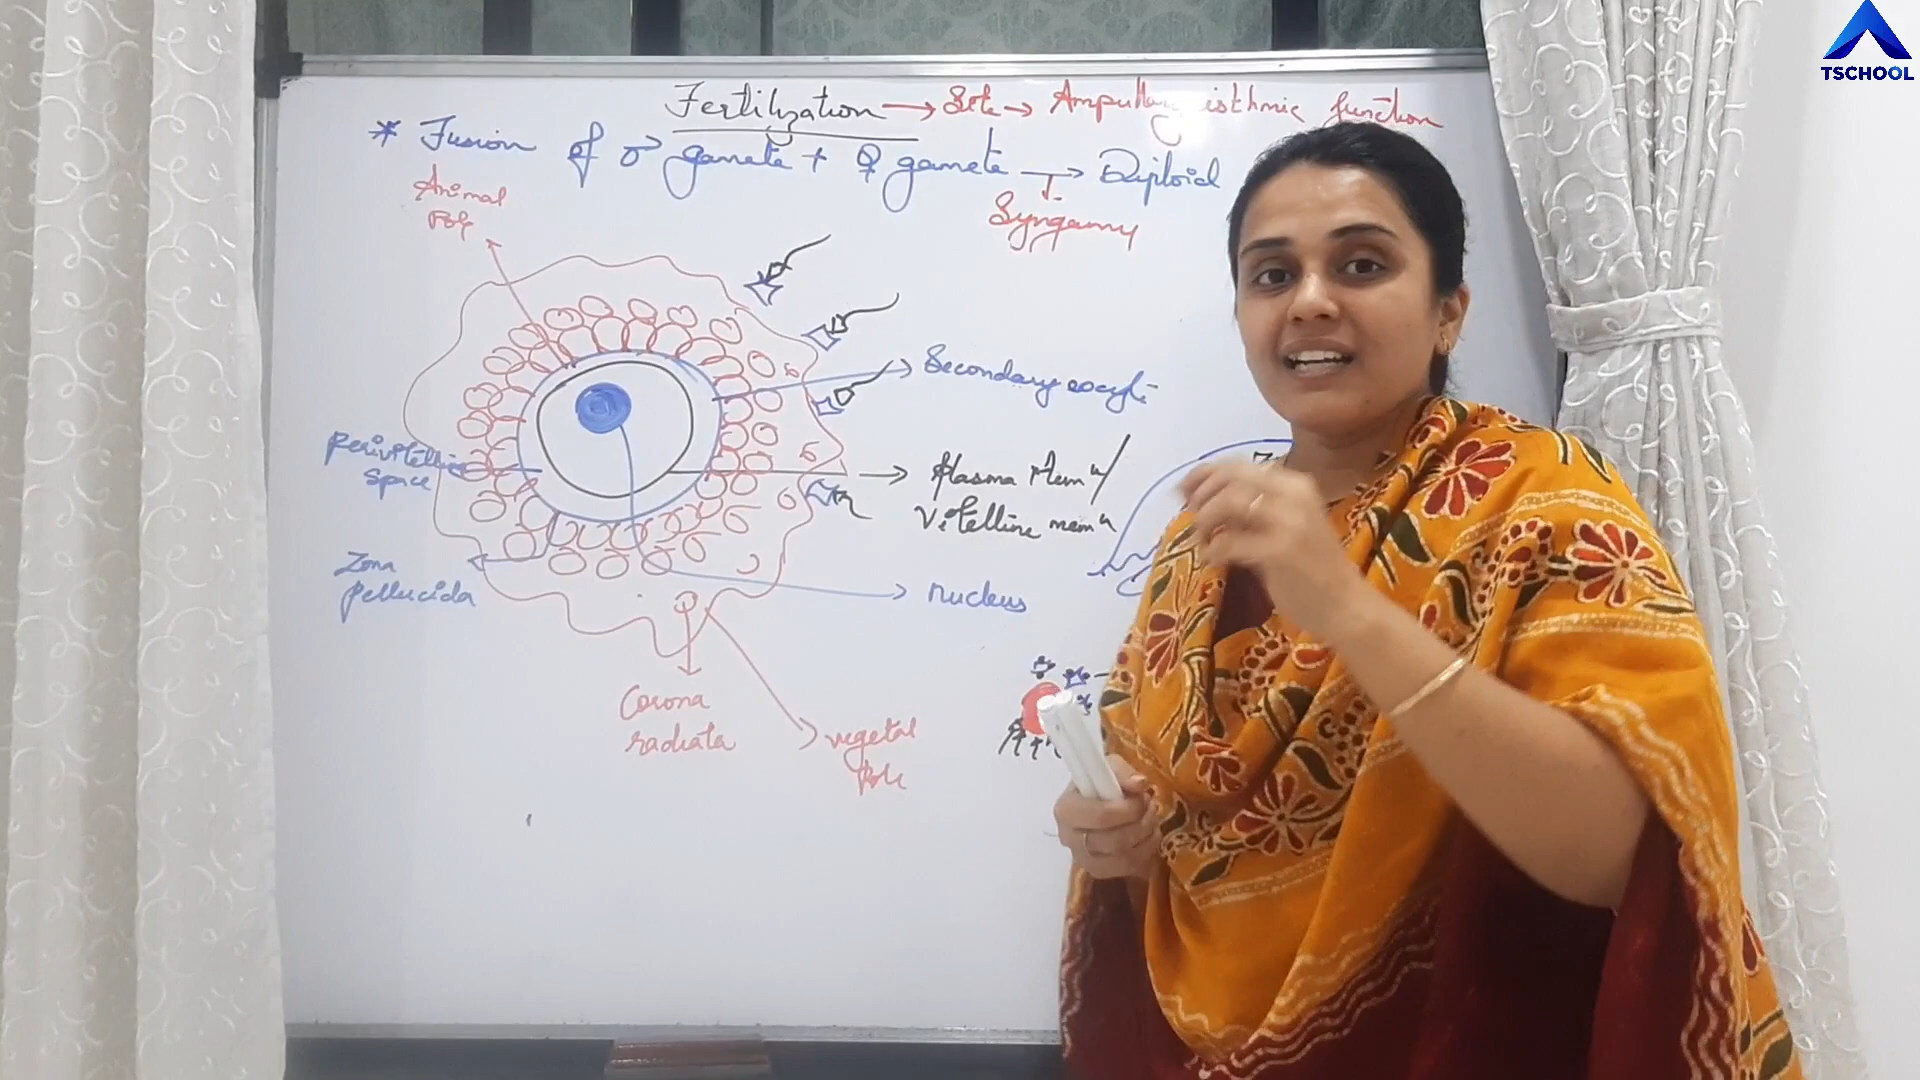 TSCHOOL
Fertilization → Site → Ampullary isthmic function
* Fusion of ♂ gamete + ♀ gamete → Diploid
Syngamy
Animal
Pole
Secondary oocyte
Perivitelline
Space
Plasma Mem /
Vitelline mem
Zona
Pellucida
nucleus
Corona
radiata
vegetal
Pole